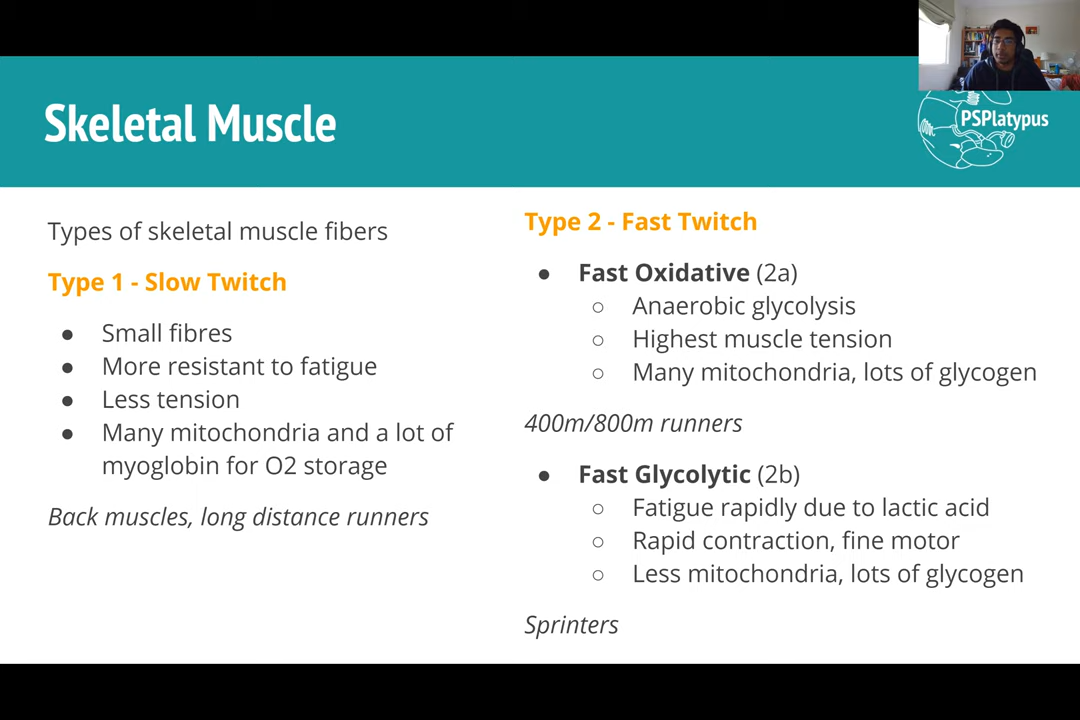 Skeletal Muscle
PSPlatypus
Types of skeletal muscle fibers
Type 1 - Slow Twitch
● Small fibres
● More resistant to fatigue
● Less tension
● Many mitochondria and a lot of
myoglobin for O2 storage
Back muscles, long distance runners
Type 2 - Fast Twitch
● Fast Oxidative (2a)
○ Anaerobic glycolysis
○ Highest muscle tension
○ Many mitochondria, lots of glycogen
400m/800m runners
● Fast Glycolytic (2b)
○ Fatigue rapidly due to lactic acid
○ Rapid contraction, fine motor
○ Less mitochondria, lots of glycogen
Sprinters